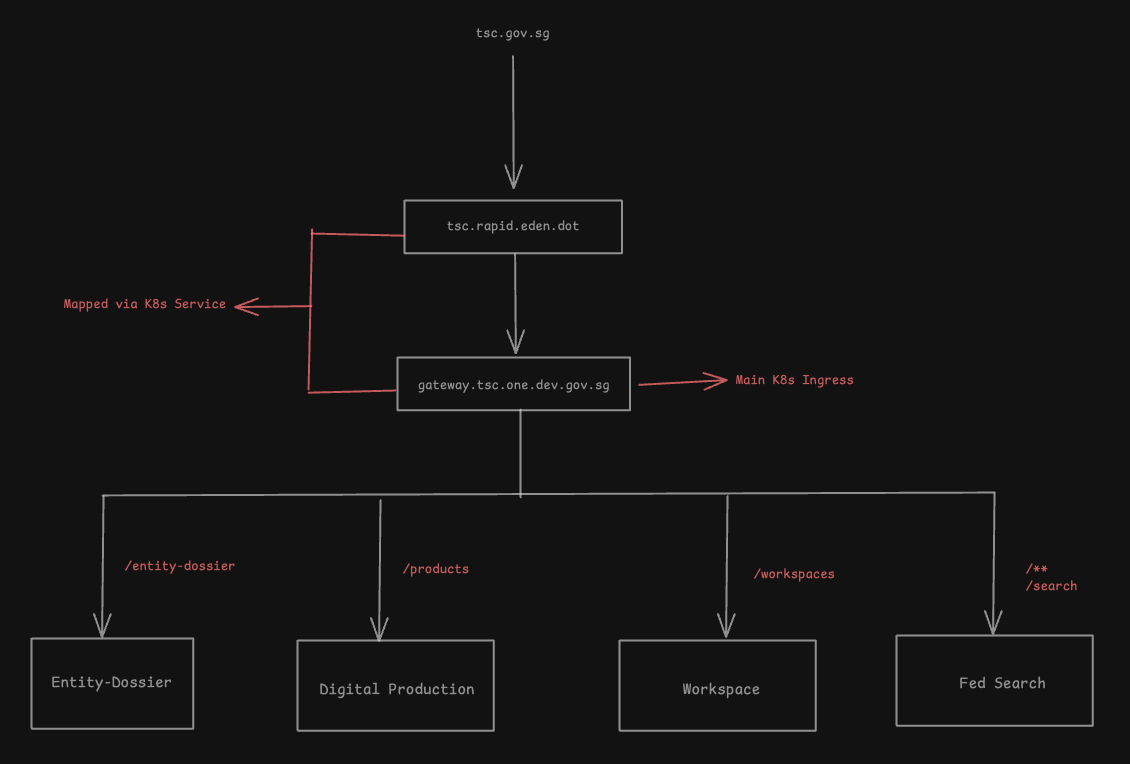 tsc.gov.sg
tsc.rapid.eden.dot
Mapped via K8s Service
gateway.tsc.one.dev.gov.sg
Main K8s Ingress
/entity-dossier
/products
/workspaces
/**
/search
Entity-Dossier
Digital Production
Workspace
Fed Search